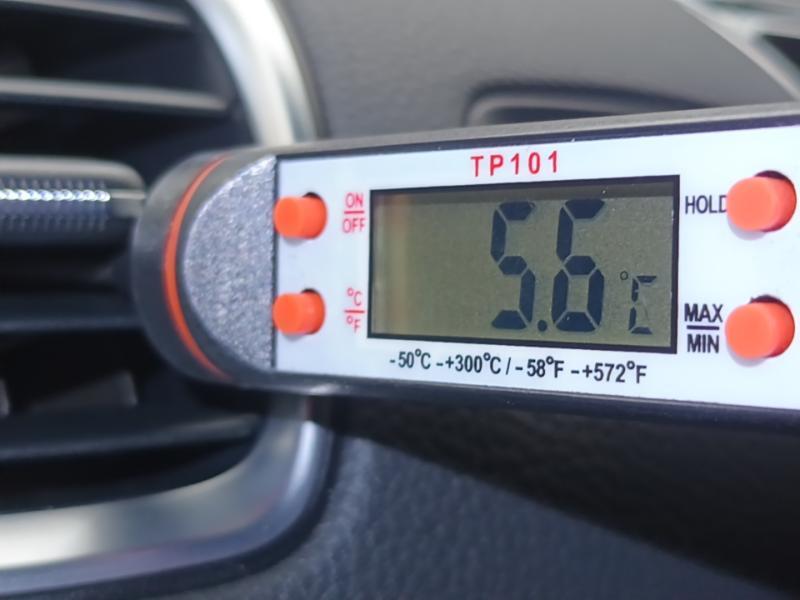 TP101
ON
OFF
HOLD
5.6 °C
°C
°F
MAX
MIN
-50°C -+300°C / -58°F -+572°F